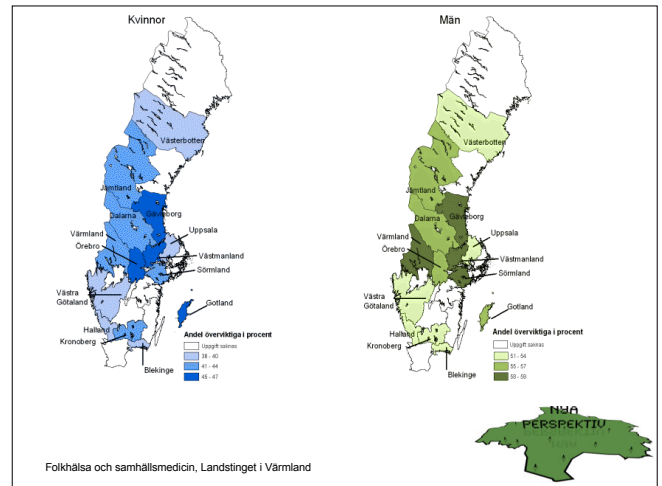 Kvinnor
Västerbotten
Jämtland
Dalarna
Gävleborg
Uppsala
Värmland
Örebro
Västmanland
Sörmland
Västra
Götaland
Gotland
Halland
Kronoberg
Blekinge
Andel överviktiga i procent
Uppgift saknas
38 - 40
41 - 44
45 - 47
Män
Västerbotten
Jämtland
Dalarna
Gävleborg
Uppsala
Värmland
Örebro
Västmanland
Sörmland
Västra
Götaland
Gotland
Halland
Kronoberg
Blekinge
Andel överviktiga i procent
Uppgift saknas
51 - 54
55 - 57
58 - 59
NYA
PERSPEKTIV
Folkhälsa och samhällsmedicin, Landstinget i Värmland